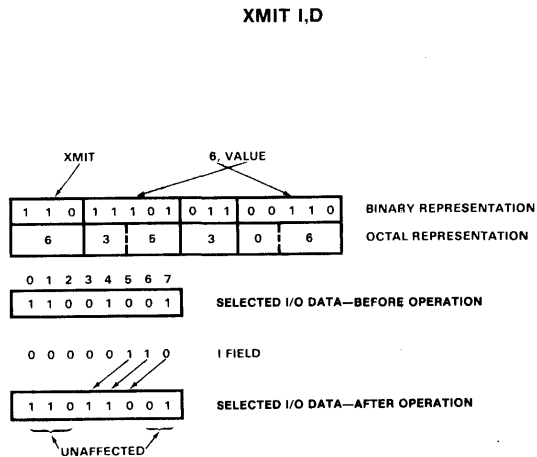 XMIT I,D
XMIT 6, VALUE
1 1 0 1 1 1 0 1 0 1 1 0 0 1 1 0 BINARY REPRESENTATION
6 3 5 3 0 6 OCTAL REPRESENTATION
0 1 2 3 4 5 6 7
1 1 0 0 1 0 0 1 SELECTED I/O DATA—BEFORE OPERATION
0 0 0 0 0 1 1 0 I FIELD
1 1 0 1 1 0 0 1 SELECTED I/O DATA—AFTER OPERATION
UNAFFECTED